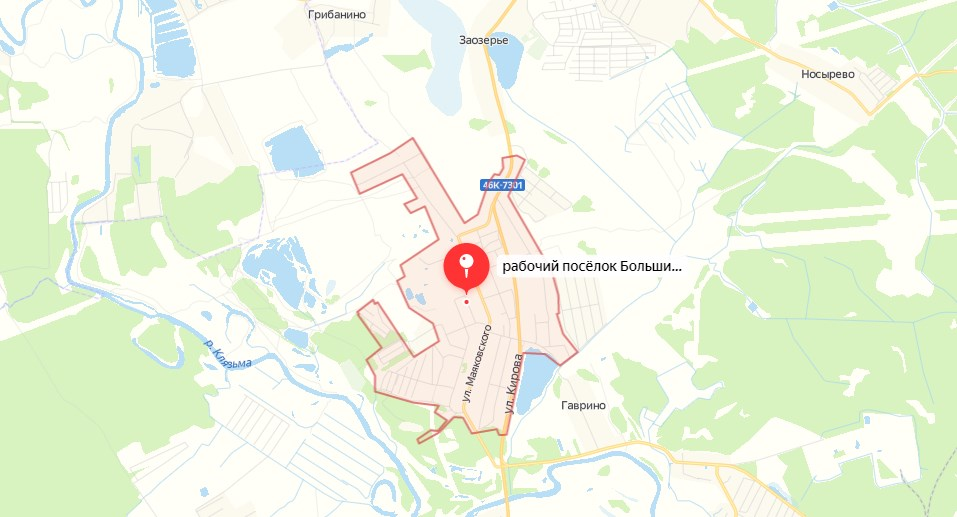 Грибанино
Заозерье
Носырево
46К-7301
рабочий посёлок Больши...
р. Клязьма
ул. Маяковского
ул. Кирова
Гаврино